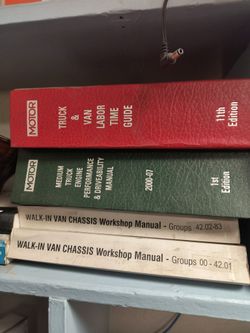 MOTOR
TRUCK
&
VAN
LABOR
TIME
GUIDE
11th
Edition
MOTOR
MEDIUM
TRUCK
ENGINE
PERFORMANCE
& DRIVEABILITY
MANUAL
2000-07
1st
Edition
WALK-IN VAN CHASSIS Workshop Manual - Groups 42.02-83
WALK-IN VAN CHASSIS Workshop Manual - Groups 00 - 42.01